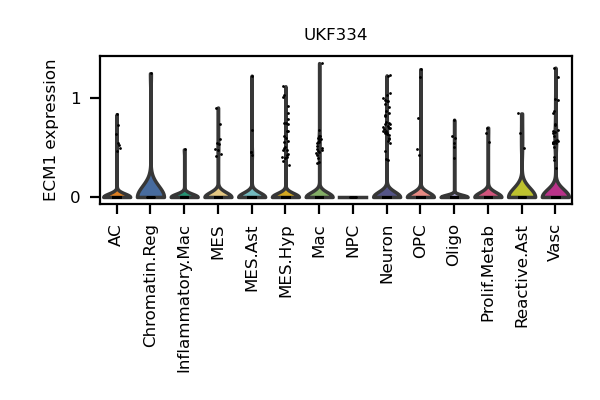 UKF334
ECM1 expression
1
0
AC
Chromatin.Reg
Inflammatory.Mac
MES
MES.Ast
MES.Hyp
Mac
NPC
Neuron
OPC
Oligo
Prolif.Metab
Reactive.Ast
Vasc